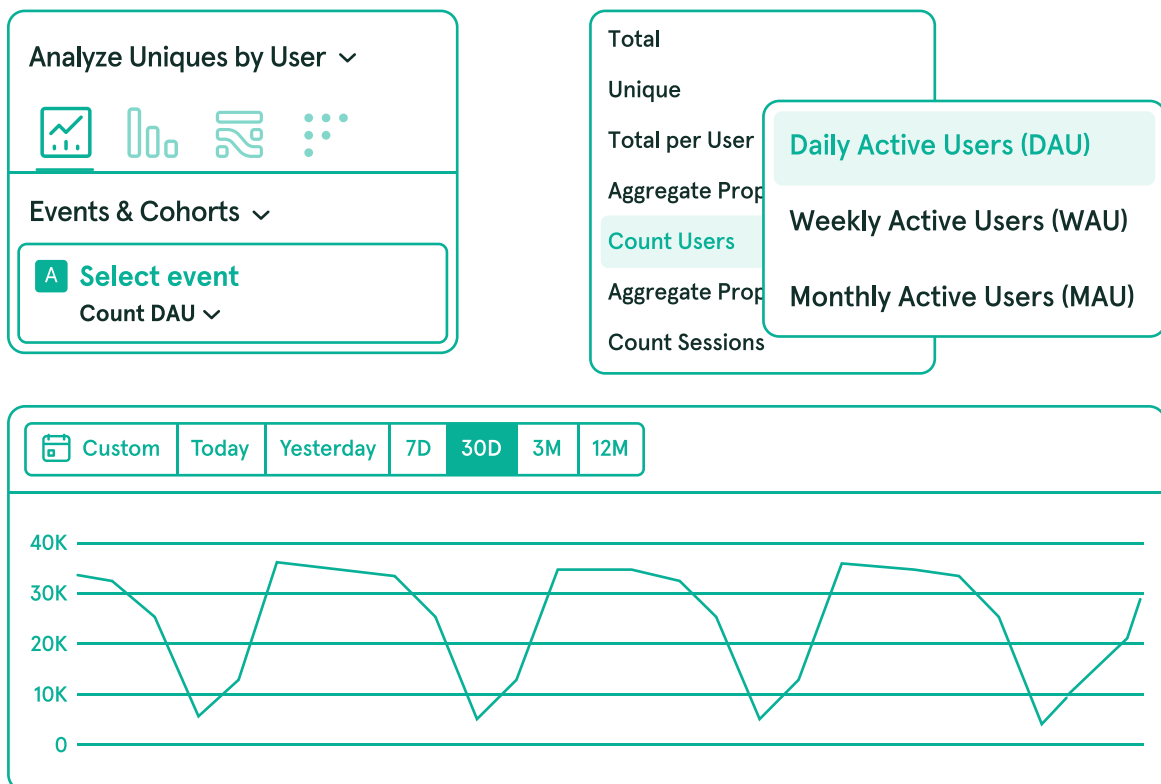 Analyze Uniques by User
Events & Cohorts
A Select event
Count DAU
Total
Unique
Total per User
Aggregate Prop
Count Users
Aggregate Prop
Count Sessions
Daily Active Users (DAU)
Weekly Active Users (WAU)
Monthly Active Users (MAU)
Custom Today Yesterday 7D 30D 3M 12M
40K
30K
20K
10K
0